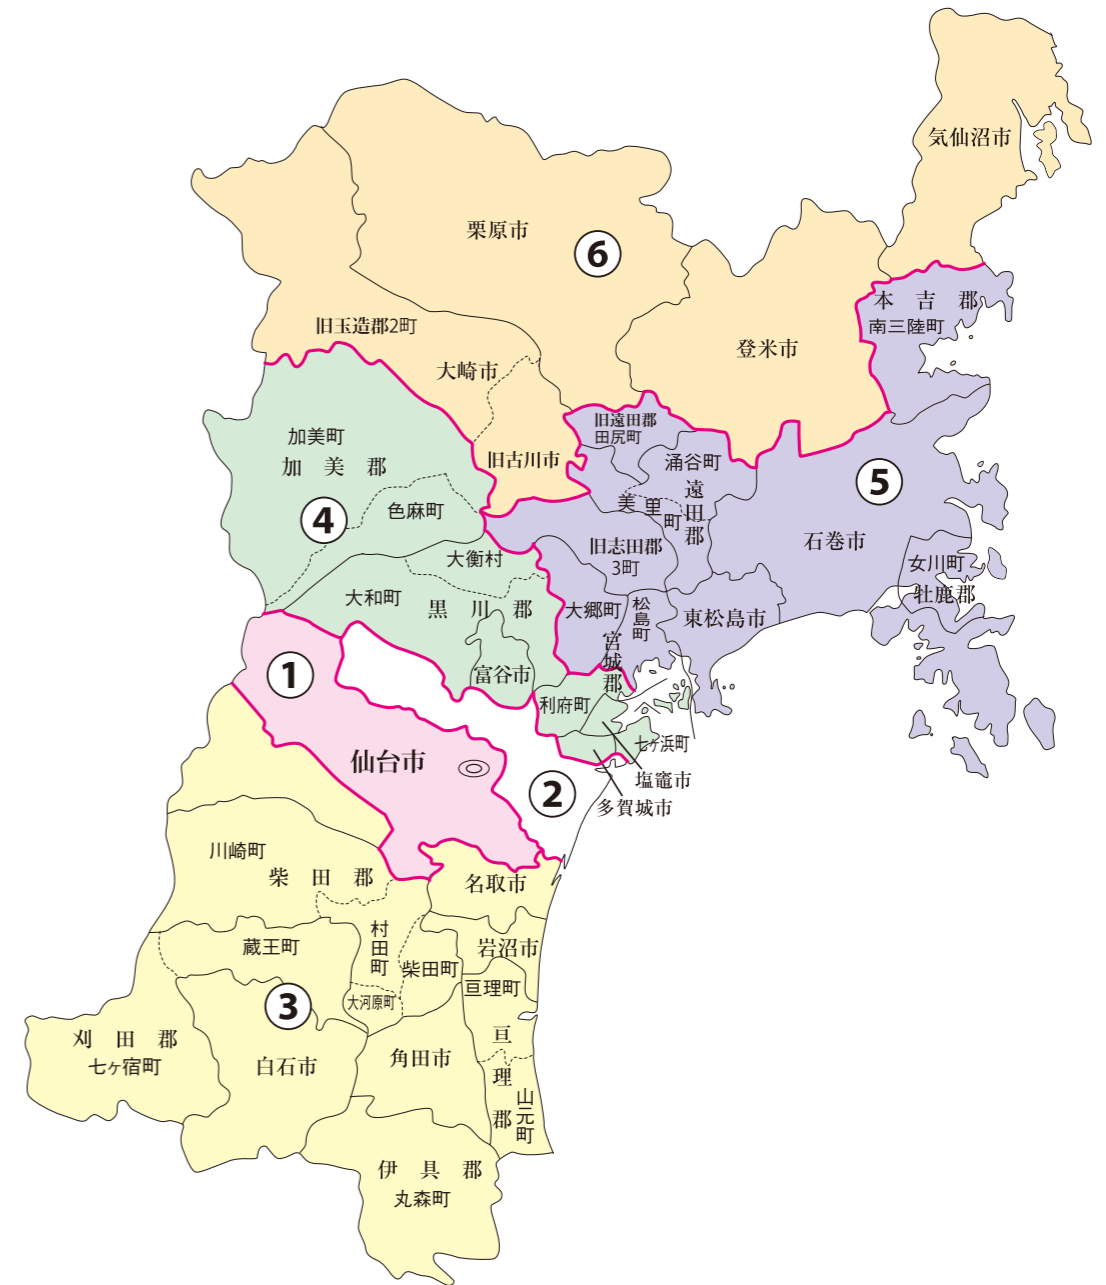 気仙沼市
栗原市
⑥
本吉郡
南三陸町
旧玉造郡2町
登米市
大崎市
旧遠田郡
田尻町
加美町
加美郡
旧古川市
涌谷町
⑤
遠田郡
美里町
④
色麻町
石巻市
旧志田郡
3町
大衡村
女川町
牡鹿郡
大和町
黒川郡
大郷町
松島町
東松島市
宮城郡
富谷市
①
利府町
七ヶ浜町
仙台市
塩竈市
②
多賀城市
川崎町
柴田郡
名取市
村田町
蔵王町
岩沼市
柴田町
亘理町
大河原町
③
刈田郡
七ヶ宿町
白石市
角田市
亘理郡
山元町
伊具郡
丸森町